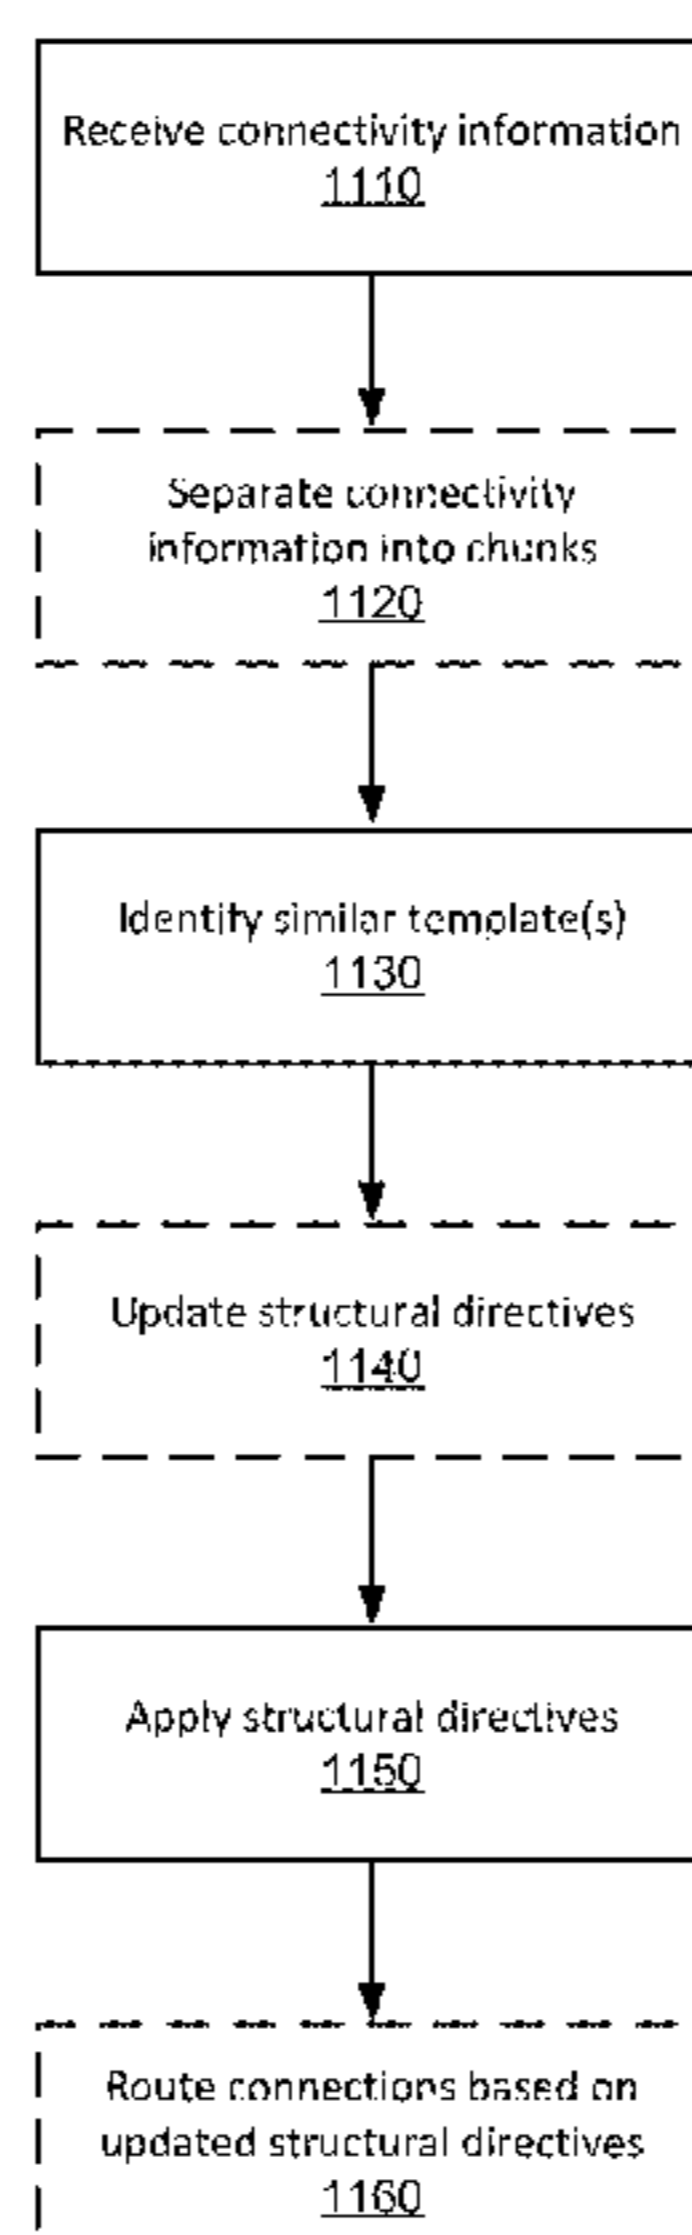 Receive connectivity information
1110
Separate connectivity
information into chunks
1120
Identify similar template(s)
1130
Update structural directives
1140
Apply structural directives
1150
Route connections based on
updated structural directives
1160